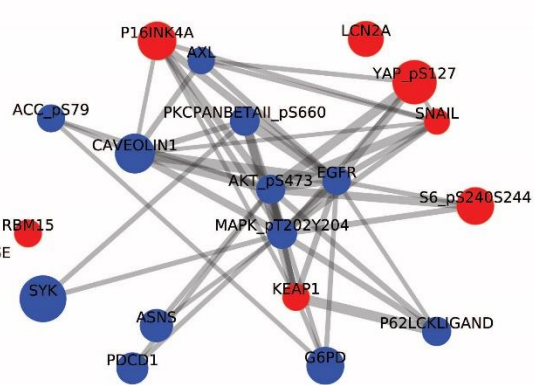 P16INK4A
LCN2A
AXL
YAP_pS127
ACC_pS79
PKCPANBETAII_pS660
SNAIL
CAVEOLIN1
AKT_pS473
EGFR
S6_pS240S244
RBM15
MAPK_pT202Y204
SE
SYK
KEAP1
ASNS
P62LCKLIGAND
PDCD1
G6PD